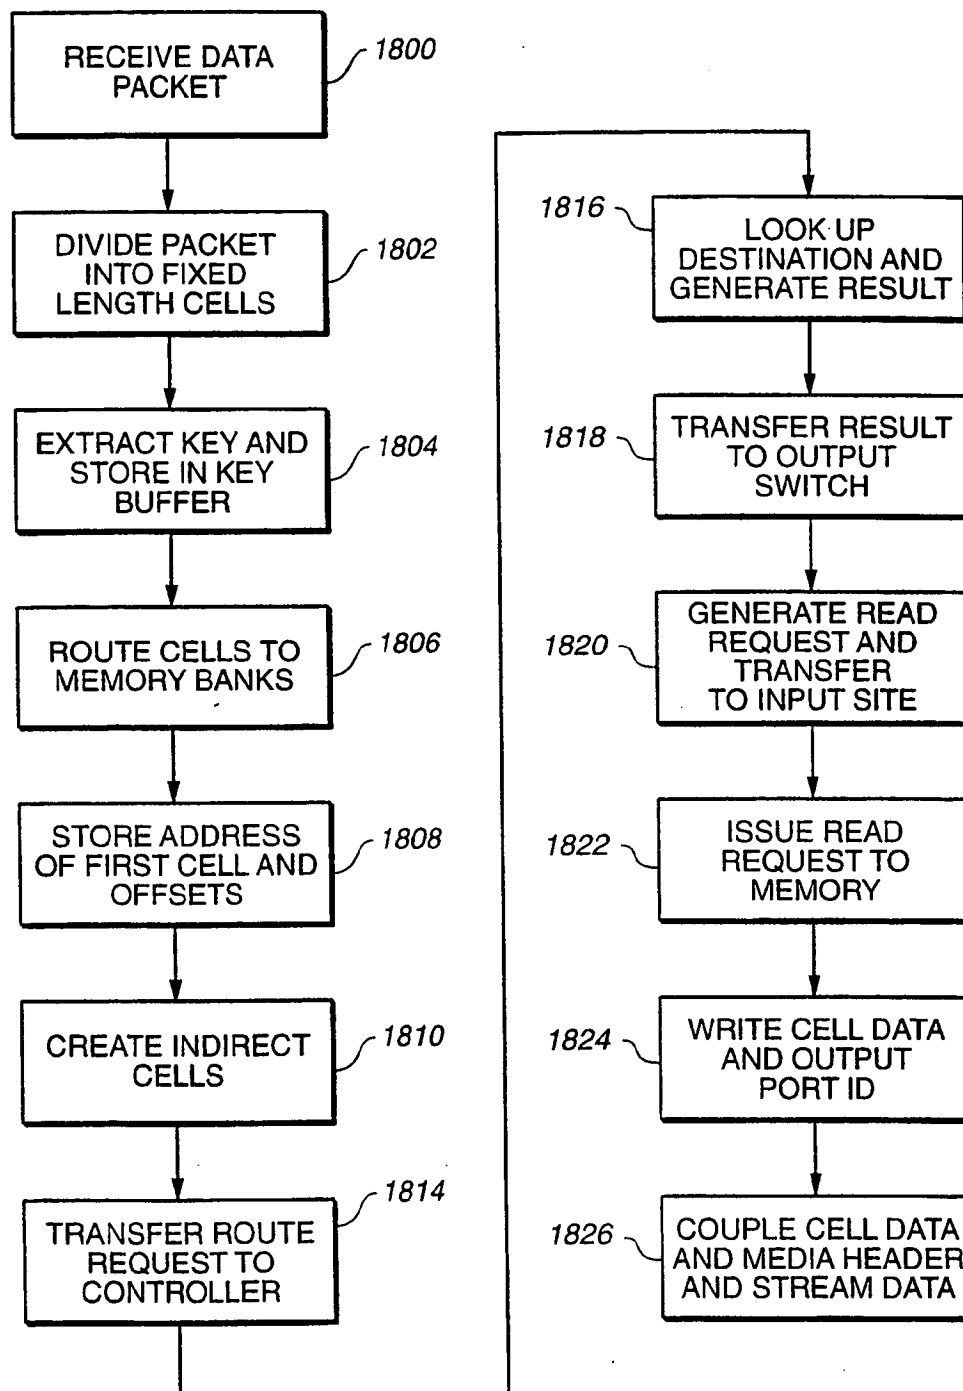 RECEIVE DATA
PACKET
1800
DIVIDE PACKET
INTO FIXED
LENGTH CELLS
1802
EXTRACT KEY AND
STORE IN KEY
BUFFER
1804
ROUTE CELLS TO
MEMORY BANKS
1806
STORE ADDRESS
OF FIRST CELL AND
OFFSETS
1808
CREATE INDIRECT
CELLS
1810
TRANSFER ROUTE
REQUEST TO
CONTROLLER
1814
1816
LOOK UP
DESTINATION AND
GENERATE RESULT
1818
TRANSFER RESULT
TO OUTPUT
SWITCH
1820
GENERATE READ
REQUEST AND
TRANSFER
TO INPUT SITE
1822
ISSUE READ
REQUEST TO
MEMORY
1824
WRITE CELL DATA
AND OUTPUT
PORT ID
1826
COUPLE CELL DATA
AND MEDIA HEADER
AND STREAM DATA